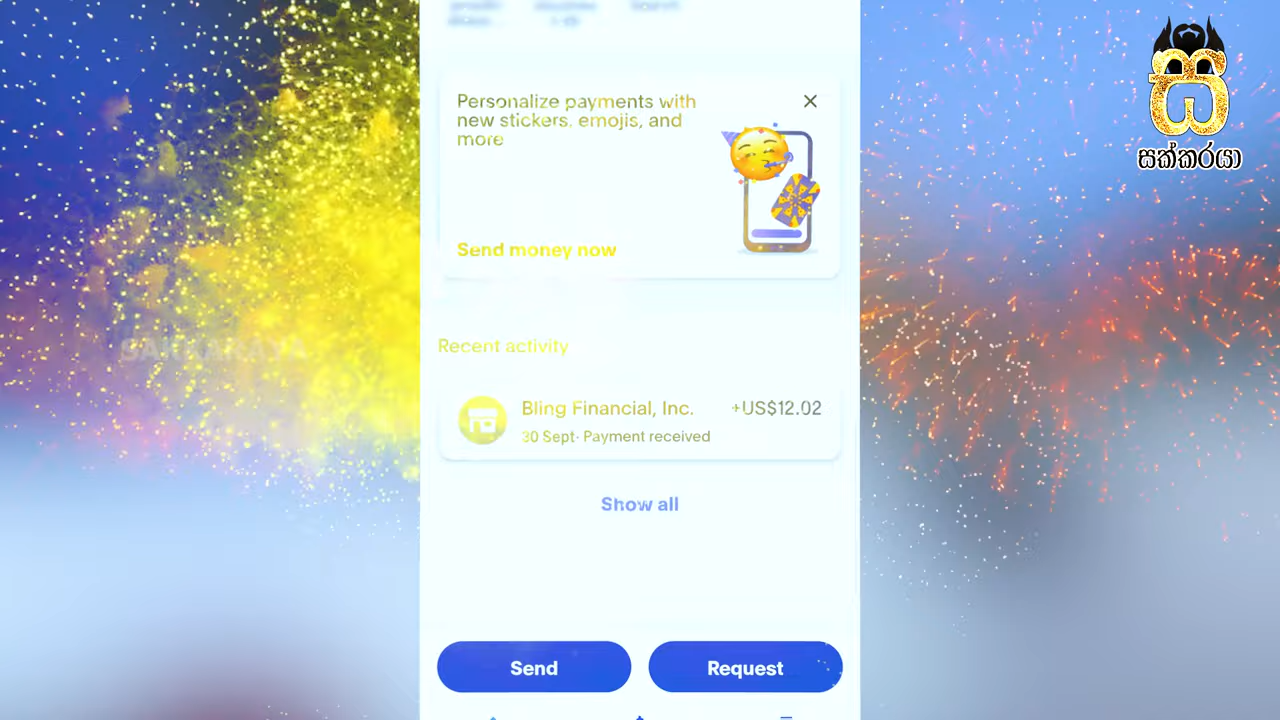 Personalize payments with
new stickers, emojis, and
more
Send money now
Recent activity
Bling Financial, Inc.
+US$12.02
30 Sept· Payment received
Show all
Send
Request
සක්කරයා
SAKKARAYA